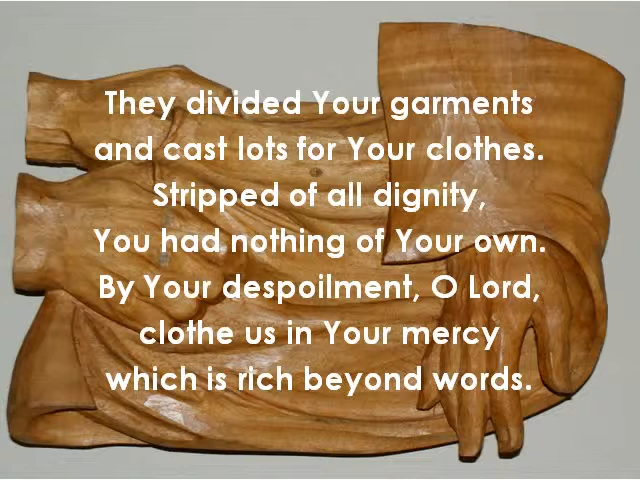 They divided Your garments
and cast lots for Your clothes.
Stripped of all dignity,
You had nothing of Your own.
By Your despoilment, O Lord,
clothe us in Your mercy
which is rich beyond words.